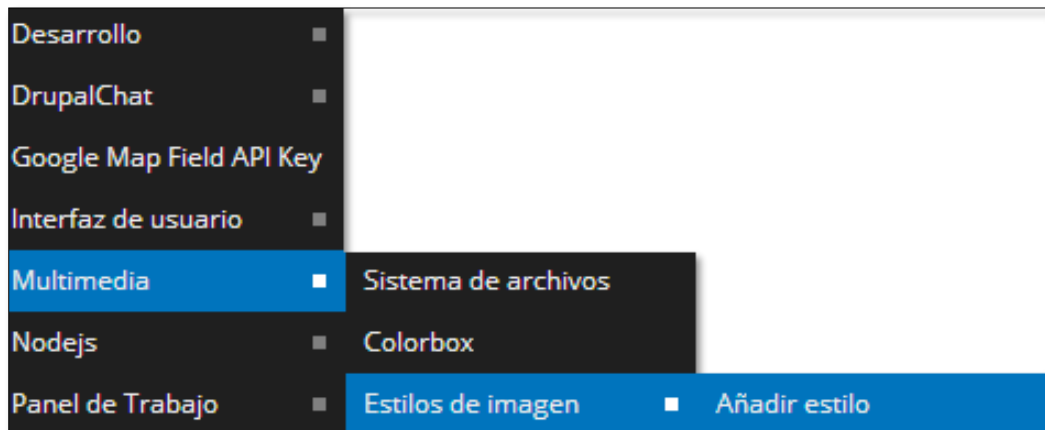 Desarrollo
DrupalChat
Google Map Field API Key
Interfaz de usuario
Multimedia
Sistema de archivos
Nodejs
Colorbox
Panel de Trabajo
Estilos de imagen
Añadir estilo